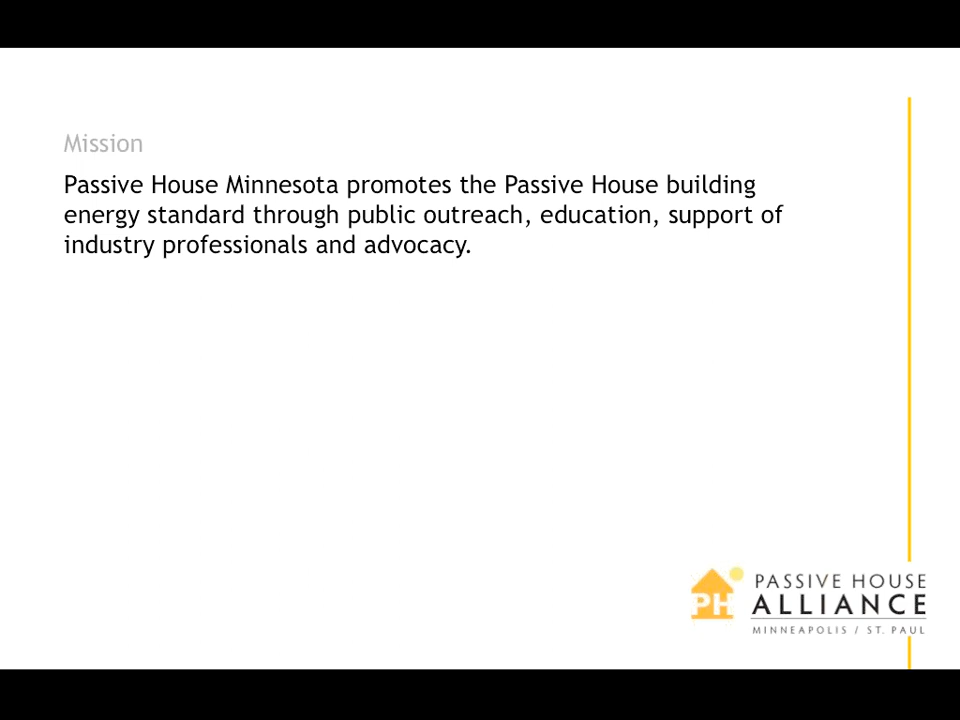 Mission
Passive House Minnesota promotes the Passive House building
energy standard through public outreach, education, support of
industry professionals and advocacy.
PH
PASSIVE HOUSE
ALLIANCE
MINNEAPOLIS / ST. PAUL